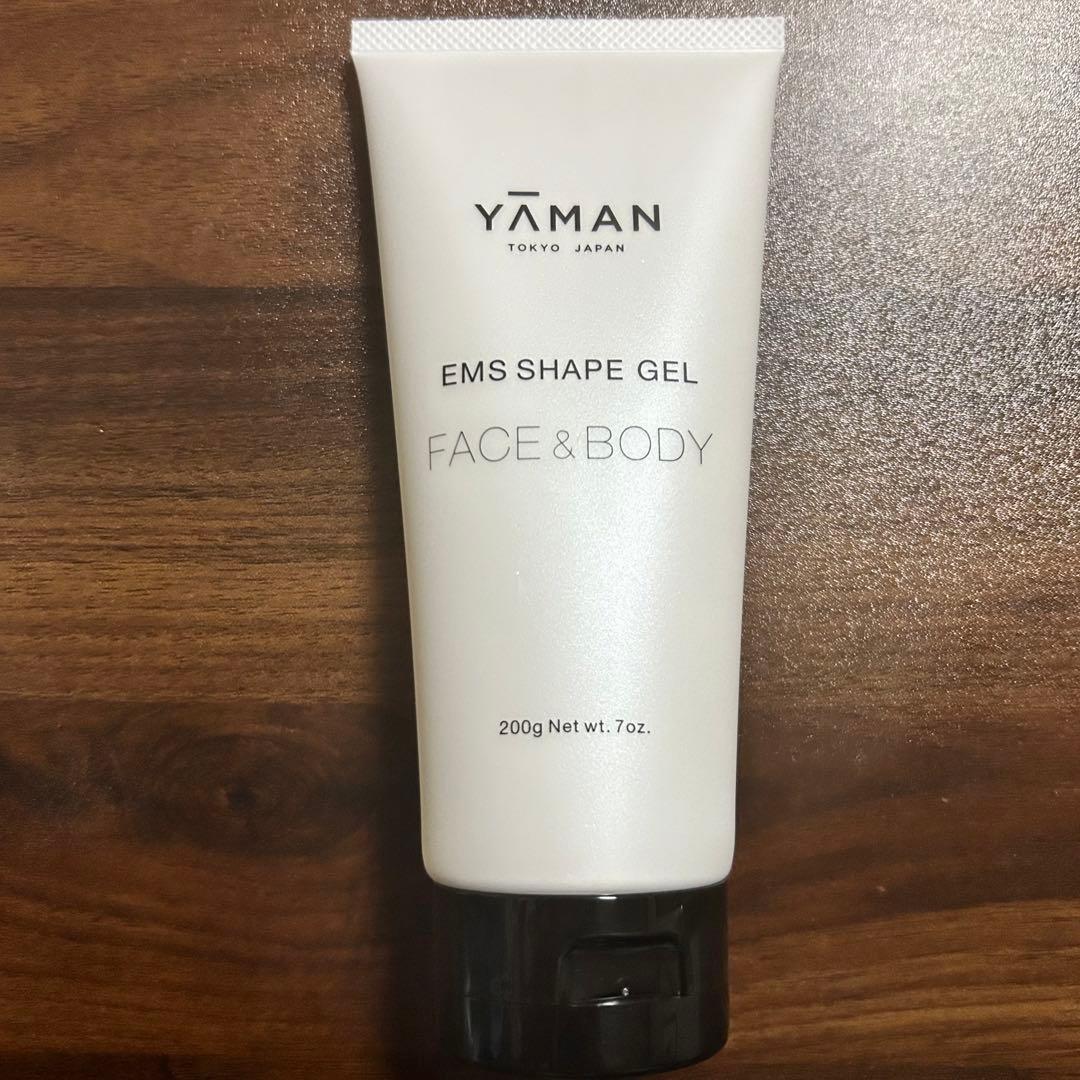 YĀMAN
TOKYO JAPAN
EMS SHAPE GEL
FACE & BODY
200g Net wt. 7oz.